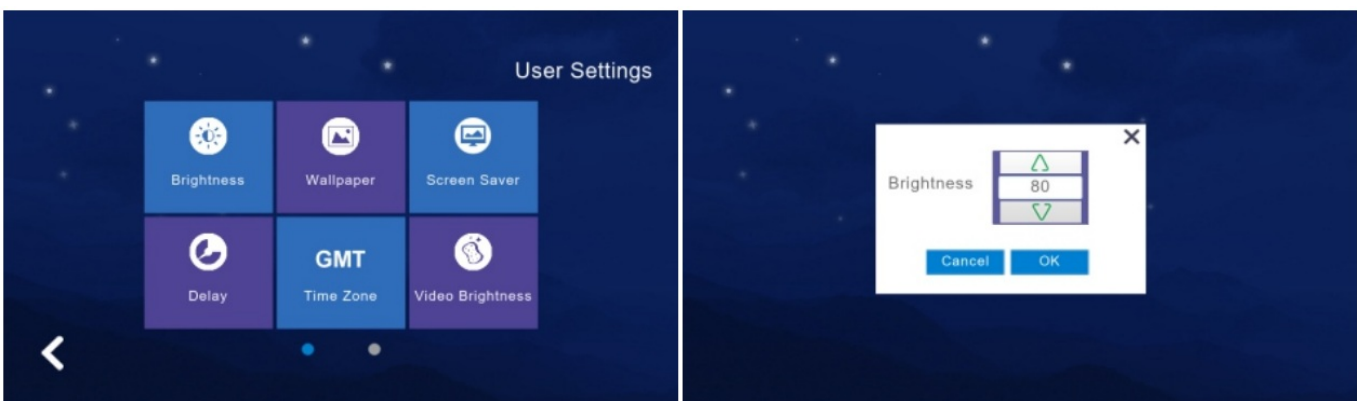 User Settings
Brightness
Wallpaper
Screen Saver
GMT
Delay
Time Zone
Video Brightness
Brightness
80
Cancel
OK